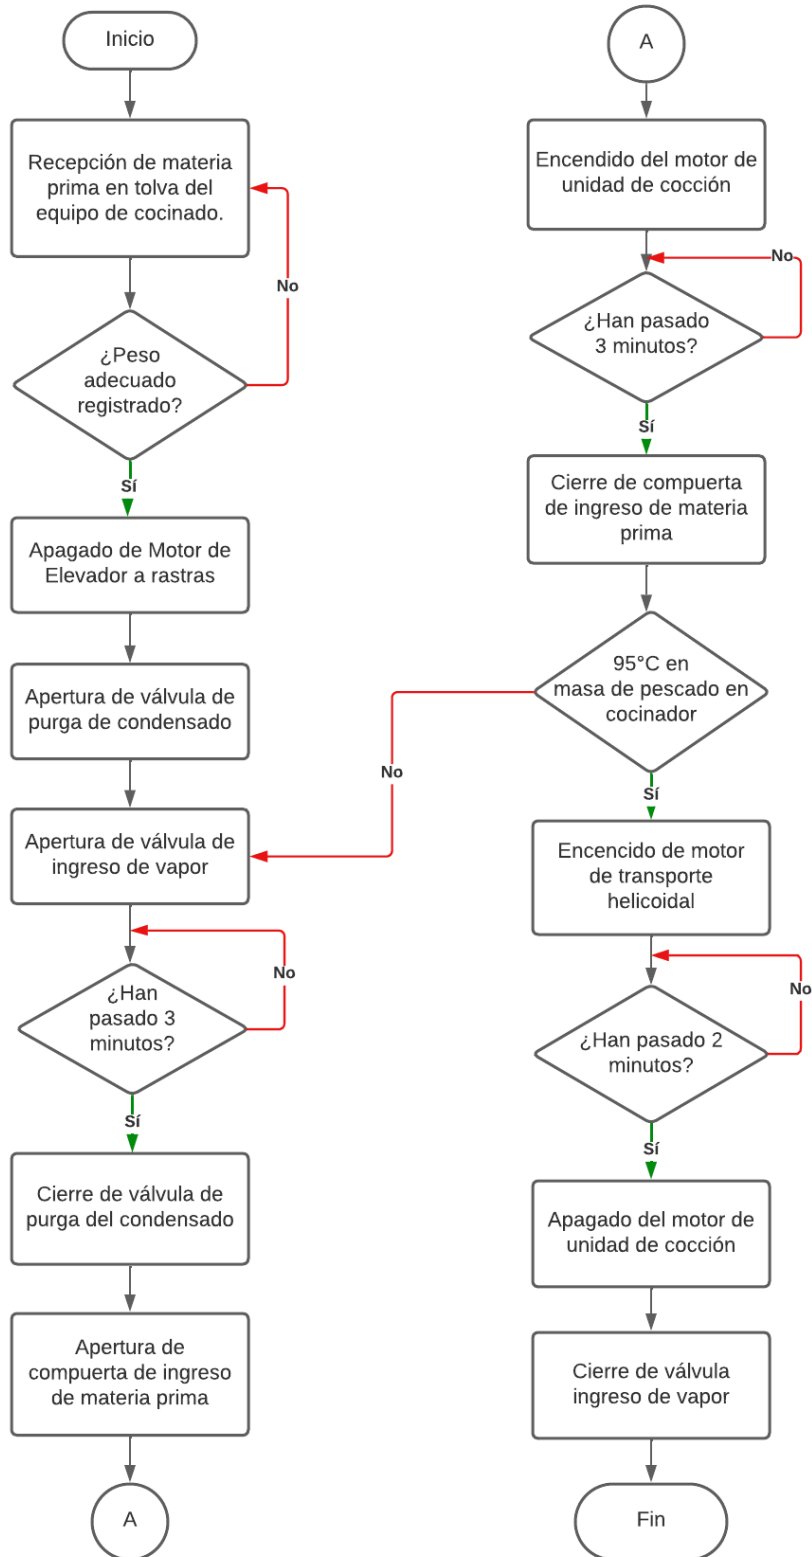 Inicio
Recepción de materia
prima en tolva del
equipo de cocinado.
No
¿Peso
adecuado
registrado?
Sí
Apagado de Motor de
Elevador a rastras
Apertura de válvula de
purga de condensado
Apertura de válvula de
ingreso de vapor
No
¿Han
pasado 3
minutos?
Sí
Cierre de válvula de
purga del condensado
Apertura de
compuerta de ingreso
de materia prima
A
A
Encendido del motor de
unidad de cocción
No
¿Han pasado
3 minutos?
Sí
Cierre de compuerta
de ingreso de materia
prima
95°C en
masa de pescado en
cocinador
No
Sí
Encencido de motor
de transporte
helicoidal
No
¿Han pasado 2
minutos?
Sí
Apagado del motor de
unidad de cocción
Cierre de válvula
ingreso de vapor
Fin